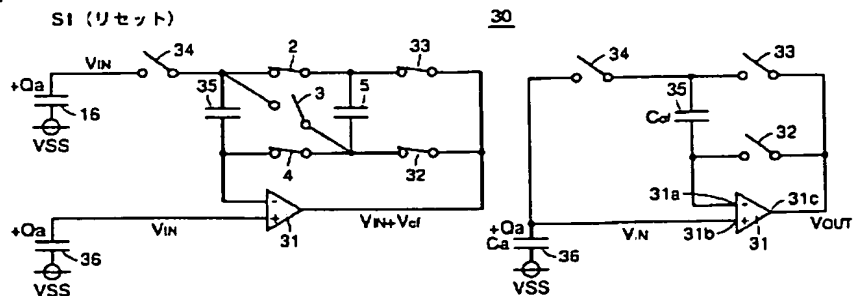 S1 (リセット)
30
34
VIN
2
33
+Qa
35
3
5
16
VSS
4
32
-
+
VIN
31
VIN+Vcf
+Qa
36
VSS
34
33
35
Ccf
32
31a
-
31c
+Qa
Ca
VIN
31b
+
31
VOUT
36
VSS